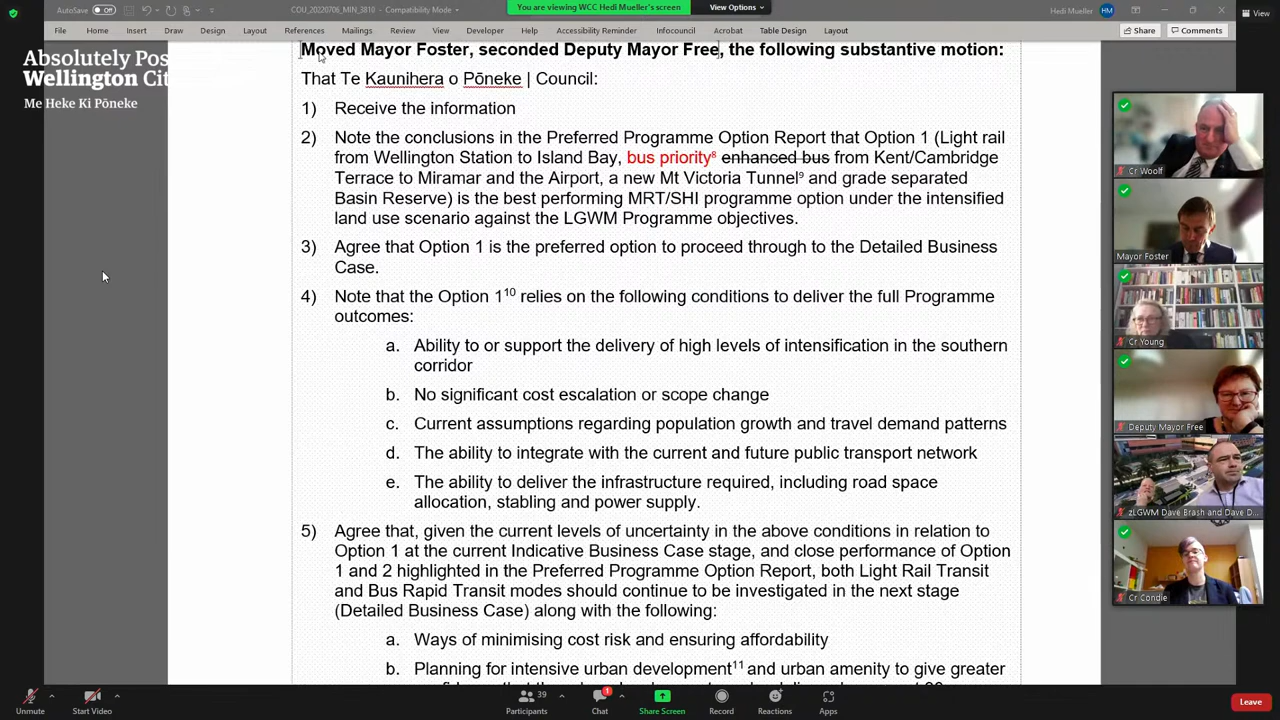 AutoSave Off
COU_20220706_MIN_3810 - Compatibility Mode
You are viewing WCC Hedi Mueller's screen
View Options
Hedi Mueller
HM
View
File Home Insert Draw Design Layout References Mailings Review View Developer Help Accessibility Reminder Infocouncil Acrobat Table Design Layout
Share
Comments
Absolutely Pos
Wellington Cit
Me Heke Ki Pōneke
Moved Mayor Foster, seconded Deputy Mayor Free, the following substantive motion:
That Te Kaunihera o Pōneke | Council:
1) Receive the information
2) Note the conclusions in the Preferred Programme Option Report that Option 1 (Light rail
from Wellington Station to Island Bay, bus priority⁸ enhanced bus from Kent/Cambridge
Terrace to Miramar and the Airport, a new Mt Victoria Tunnel⁹ and grade separated
Basin Reserve) is the best performing MRT/SHI programme option under the intensified
land use scenario against the LGWM Programme objectives.
3) Agree that Option 1 is the preferred option to proceed through to the Detailed Business
Case.
4) Note that the Option 1¹⁰ relies on the following conditions to deliver the full Programme
outcomes:
a. Ability to or support the delivery of high levels of intensification in the southern
corridor
b. No significant cost escalation or scope change
c. Current assumptions regarding population growth and travel demand patterns
d. The ability to integrate with the current and future public transport network
e. The ability to deliver the infrastructure required, including road space
allocation, stabling and power supply.
5) Agree that, given the current levels of uncertainty in the above conditions in relation to
Option 1 at the current Indicative Business Case stage, and close performance of Option
1 and 2 highlighted in the Preferred Programme Option Report, both Light Rail Transit
and Bus Rapid Transit modes should continue to be investigated in the next stage
(Detailed Business Case) along with the following:
a. Ways of minimising cost risk and ensuring affordability
b. Planning for intensive urban development¹¹ and urban amenity to give greater
Cr Woolf
Mayor Foster
Cr Young
Deputy Mayor Free
zLGWM Dave Brash and Dave D...
Cr Condie
Unmute
Start Video
39
Participants
1
Chat
Share Screen
Record
Reactions
Apps
Leave